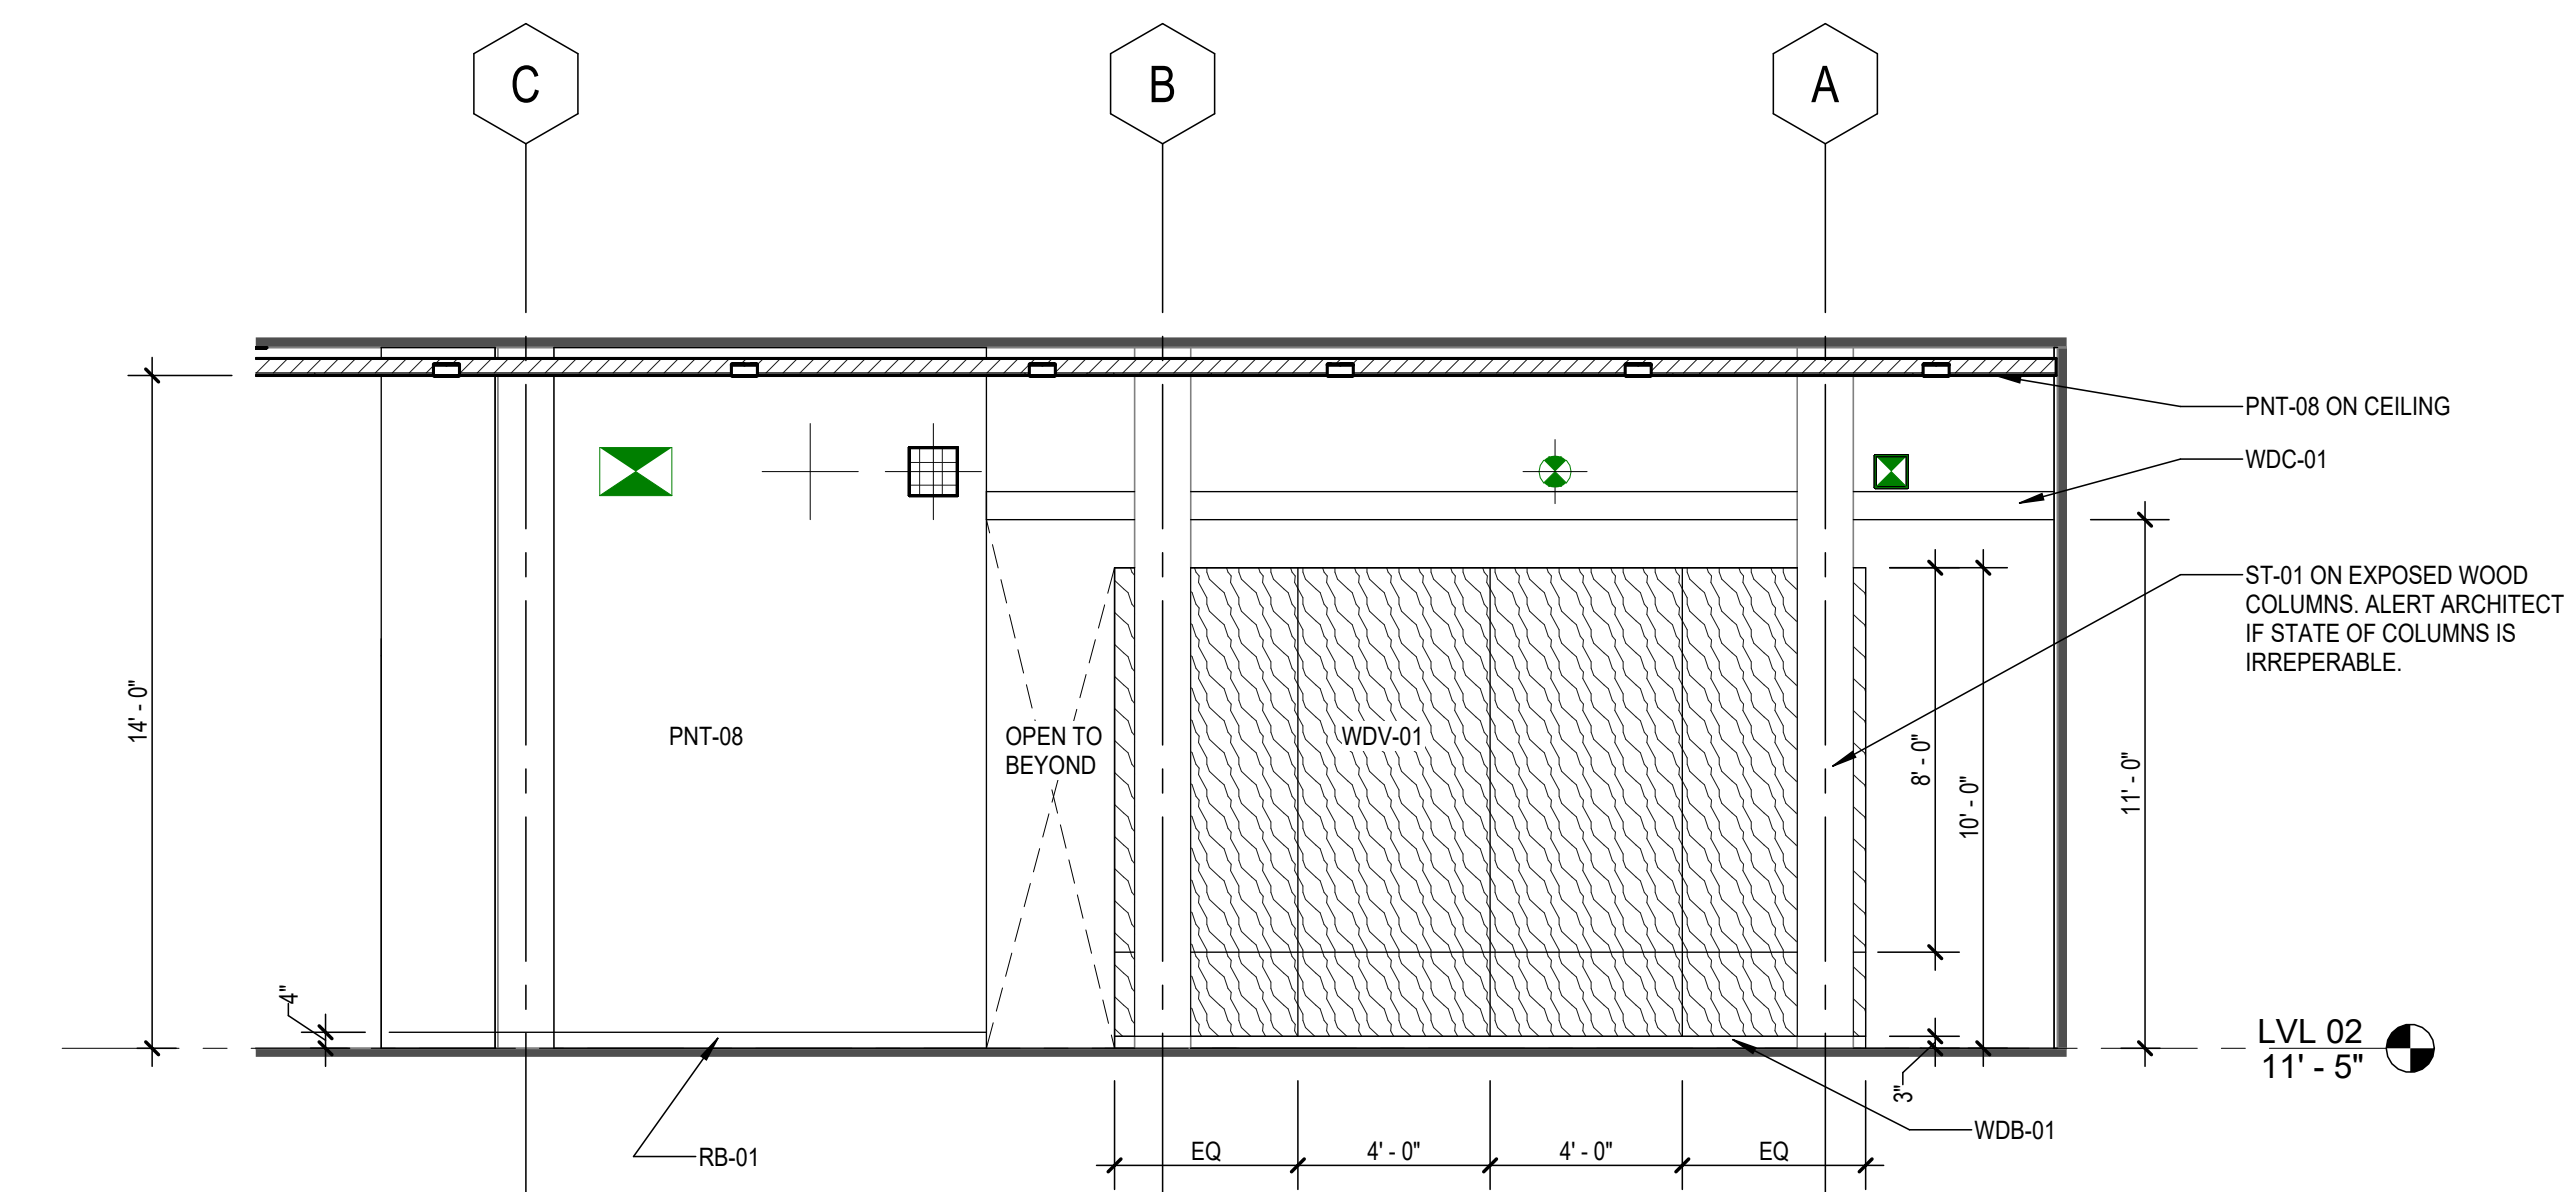 C
B
A
PNT-08 ON CEILING
WDC-01
ST-01 ON EXPOSED WOOD
COLUMNS. ALERT ARCHITECT
IF STATE OF COLUMNS IS
IRREPERABLE.
14' - 0"
PNT-08
OPEN TO
BEYOND
WDV-01
8' - 0"
10' - 0"
11' - 0"
4"
LVL 02
11' - 5"
3"
WDB-01
RB-01
EQ
4' - 0"
4' - 0"
EQ